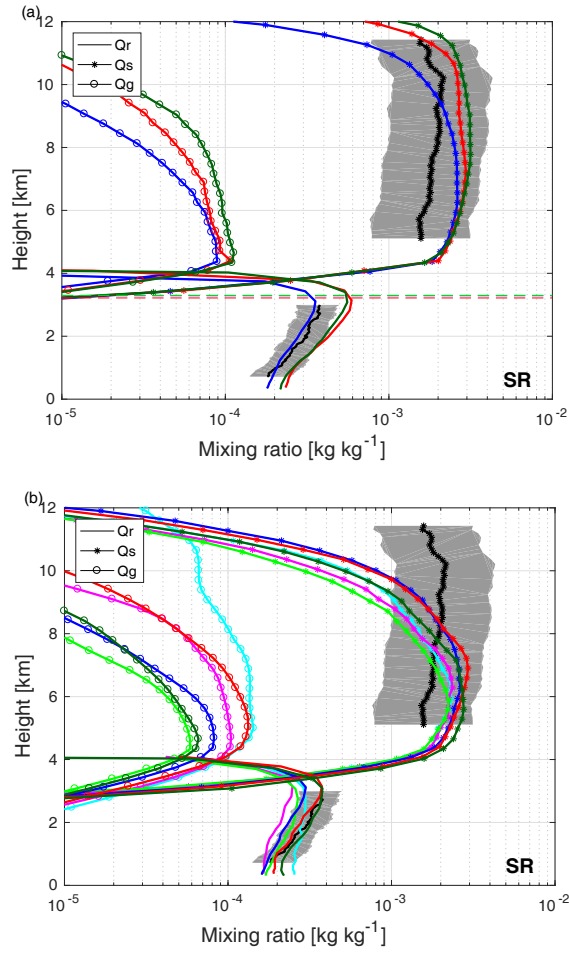 (a)
12
10
8
6
4
2
0
Height [km]
Qr
Qs
Qg
SR
10-5
10-4
10-3
10-2
Mixing ratio [kg kg-1]
(b)
12
10
8
6
4
2
0
Height [km]
Qr
Qs
Qg
SR
10-5
10-4
10-3
10-2
Mixing ratio [kg kg-1]